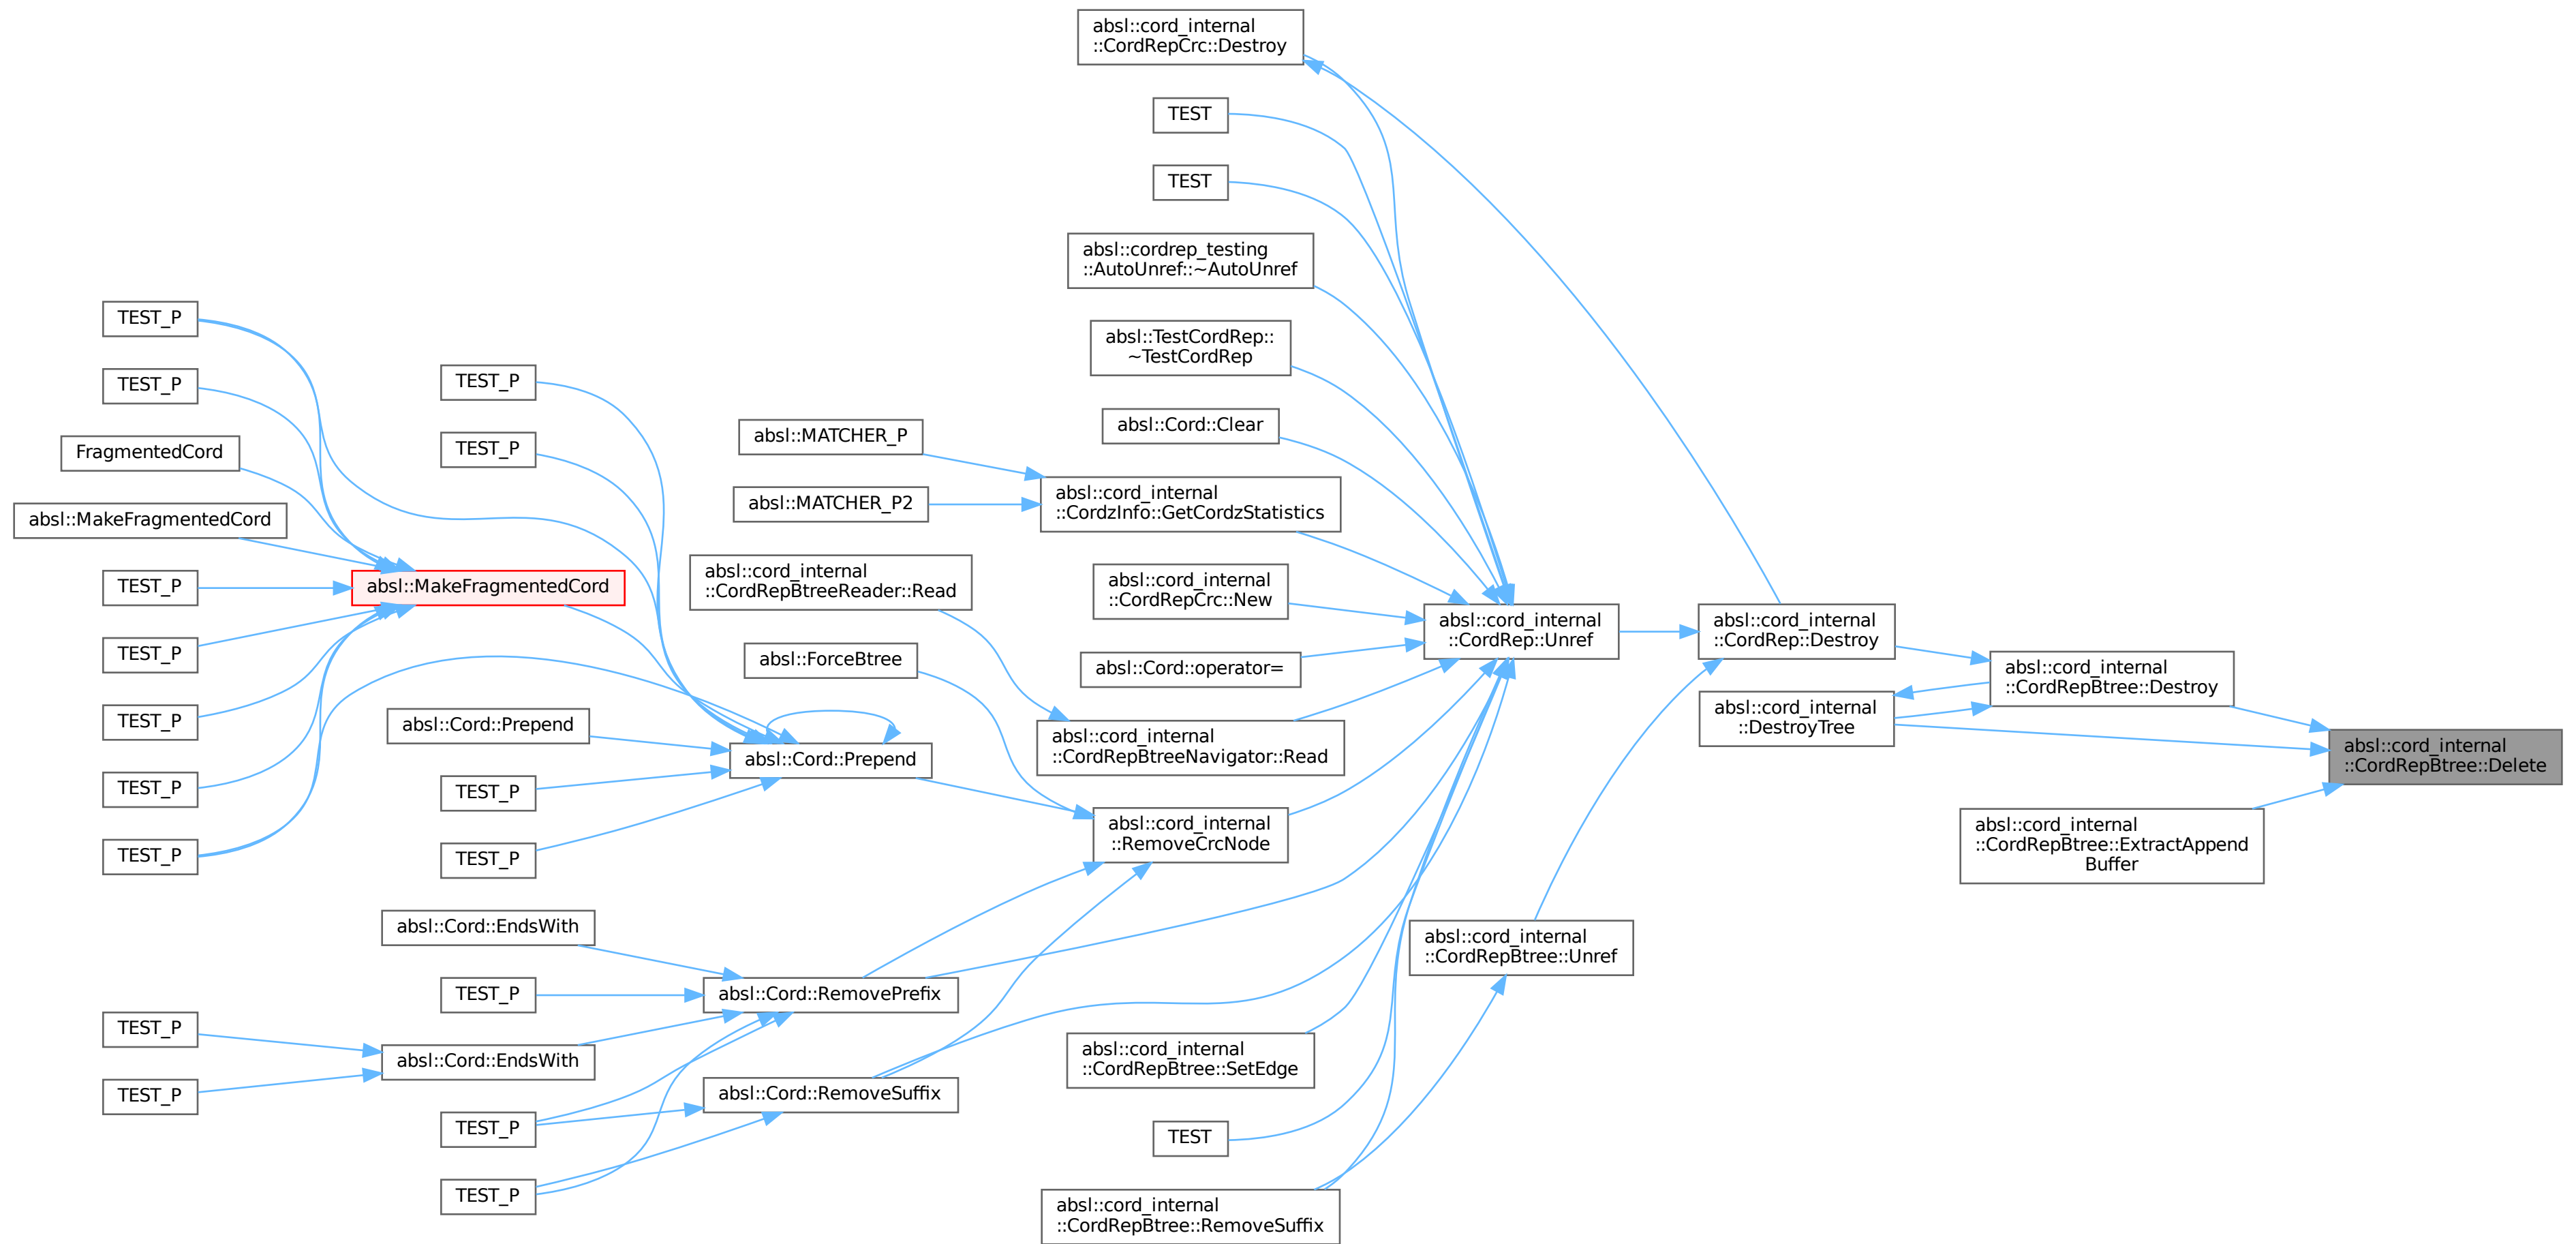 absl::cord_internal
::CordRepCrc::Destroy
TEST
TEST
absl::cordrep_testing
::AutoUnref::~AutoUnref
absl::TestCordRep::
~TestCordRep
absl::Cord::Clear
absl::MATCHER_P
absl::MATCHER_P2
absl::cord_internal
::CordzInfo::GetCordzStatistics
absl::cord_internal
::CordRepBtreeReader::Read
absl::cord_internal
::CordRepCrc::New
absl::ForceBtree
absl::Cord::operator=
absl::cord_internal
::CordRep::Unref
absl::cord_internal
::CordRep::Destroy
absl::cord_internal
::CordRepBtree::Destroy
absl::cord_internal
::DestroyTree
absl::cord_internal
::CordRepBtree::Delete
absl::cord_internal
::CordRepBtree::ExtractAppend
Buffer
absl::cord_internal
::CordRepBtreeNavigator::Read
absl::cord_internal
::RemoveCrcNode
absl::cord_internal
::CordRepBtree::Unref
absl::cord_internal
::CordRepBtree::SetEdge
TEST
absl::cord_internal
::CordRepBtree::RemoveSuffix
TEST_P
TEST_P
FragmentedCord
absl::MakeFragmentedCord
TEST_P
TEST_P
TEST_P
TEST_P
TEST_P
absl::MakeFragmentedCord
TEST_P
TEST_P
absl::Cord::Prepend
absl::Cord::Prepend
TEST_P
TEST_P
absl::Cord::EndsWith
TEST_P
absl::Cord::RemovePrefix
TEST_P
TEST_P
absl::Cord::EndsWith
absl::Cord::RemoveSuffix
TEST_P
TEST_P